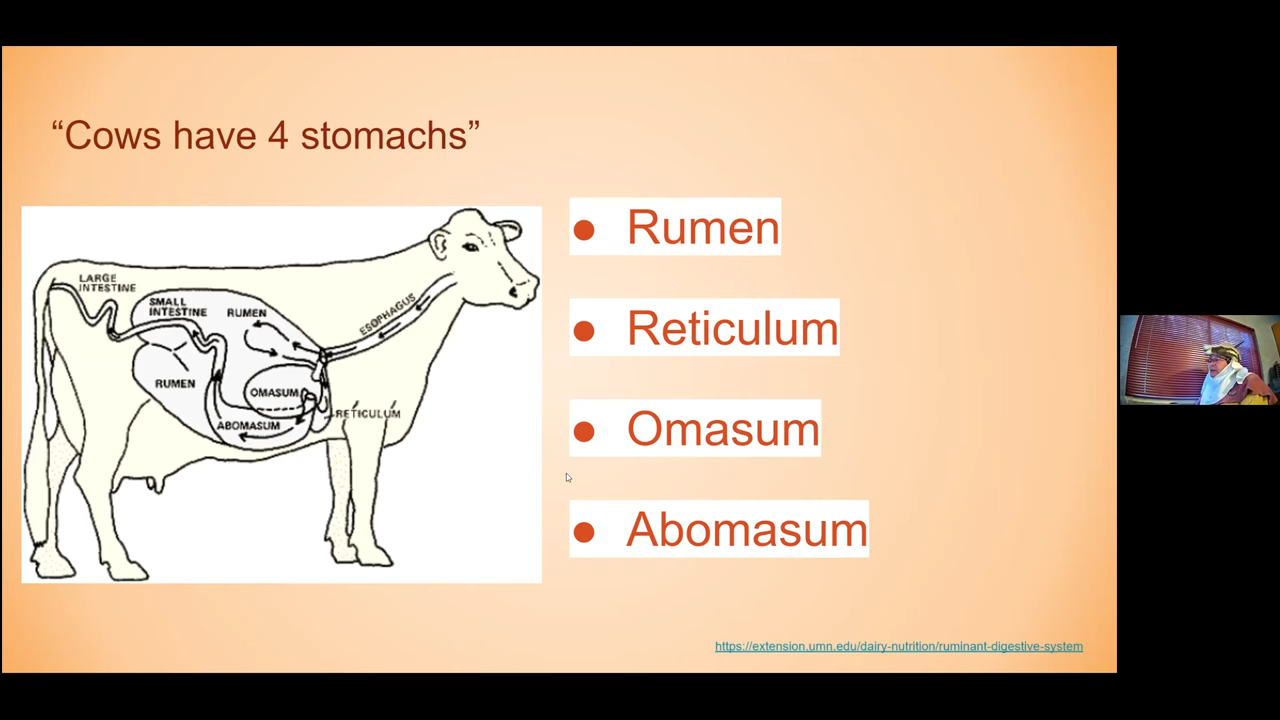 “Cows have 4 stomachs”
LARGE
INTESTINE
SMALL
INTESTINE
RUMEN
ESOPHAGUS
RUMEN
OMASUM
RETICULUM
ABOMASUM
● Rumen
● Reticulum
● Omasum
● Abomasum
https://extension.umn.edu/dairy-nutrition/ruminant-digestive-system